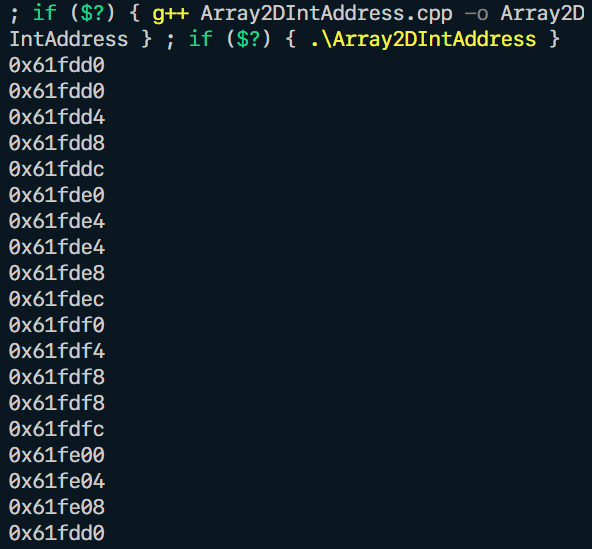 ; if ($?) { g++ Array2DIntAddress.cpp -o Array2D
IntAddress } ; if ($?) { .\Array2DIntAddress }
0x61fdd0
0x61fdd0
0x61fdd4
0x61fdd8
0x61fddc
0x61fde0
0x61fde4
0x61fde4
0x61fde8
0x61fdec
0x61fdf0
0x61fdf4
0x61fdf8
0x61fdf8
0x61fdfc
0x61fe00
0x61fe04
0x61fe08
0x61fdd0